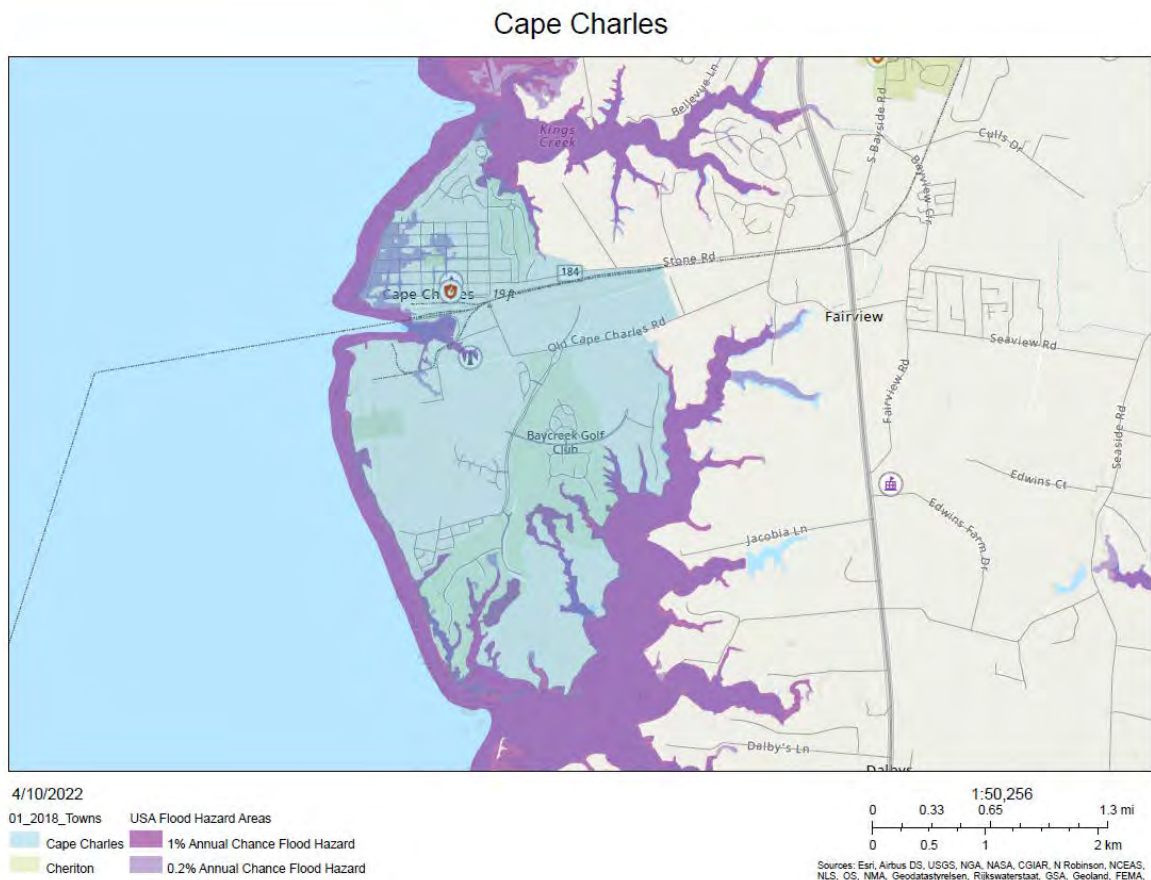 Cape Charles
Bellevue Ln
Kings
Creek
S Bayside Rd
Culls Dr
Bayview Cir
Stone Rd
184
Cape Charles
19 ft
Fairview
Old Cape Charles Rd
Seaview Rd
Fairview Rd
Seaside Rd
Baycreek Golf
Club
Edwins Ct
Edwins Farm Dr
Jacobia Ln
Dalby's Ln
Dalbys
4/10/2022
01_2018_Towns
USA Flood Hazard Areas
Cape Charles
1% Annual Chance Flood Hazard
Cheriton
0.2% Annual Chance Flood Hazard
1:50,256
0 0.33 0.65 1.3 mi
0 0.5 1 2 km
Sources: Esri, Airbus DS, USGS, NGA, NASA, CGIAR, N Robinson, NCEAS,
NLS, OS, NMA, Geodatastyrelsen, Rijkswaterstaat, GSA, Geoland, FEMA,